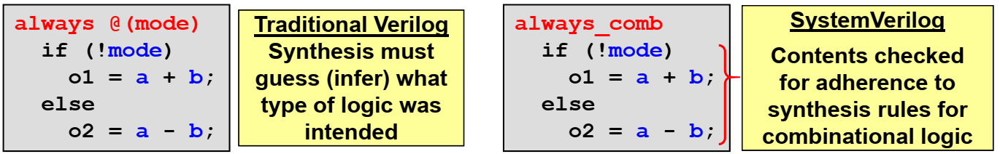 always @(mode)
if (!mode)
o1 = a + b;
else
o2 = a - b;
Traditional Verilog
Synthesis must
guess (infer) what
type of logic was
intended
always_comb
if (!mode)
o1 = a + b;
else
o2 = a - b;
SystemVerilog
Contents checked
for adherence to
synthesis rules for
combinational logic